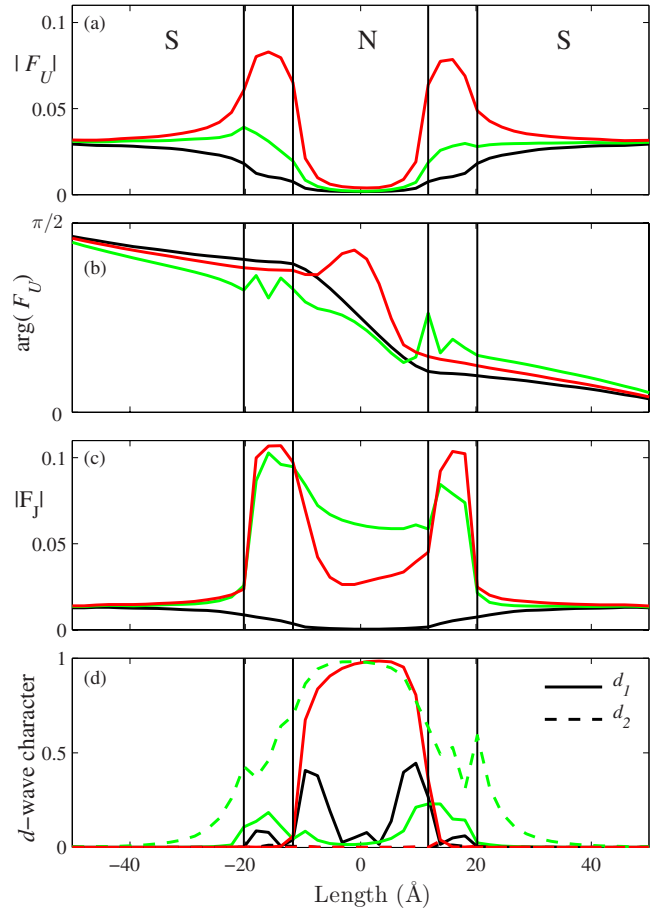 (a)
S N S
0.1
|F_U|
0.05
0
π/2
(b)
arg(F_U)
0
0.1
(c)
|F_J|
0.05
0
1
(d)
d_1
d_2
d−wave character
0.5
0
−40 −20 0 20 40
Length (Å)